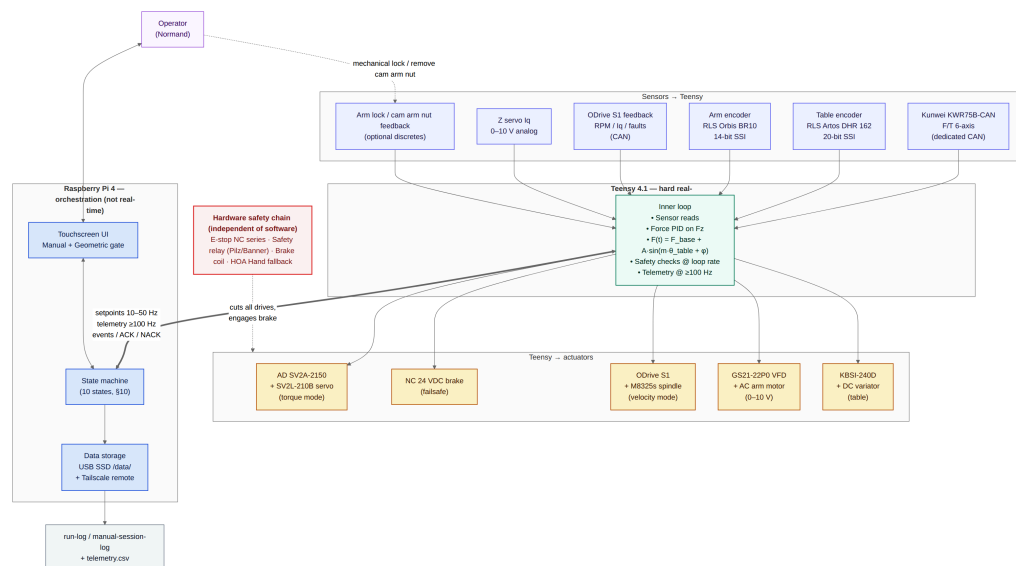 Operator
(Normand)
mechanical lock / remove
cam arm nut
Sensors → Teensy
Arm lock / cam arm nut
feedback
(optional discretes)
Z servo Iq
0–10 V analog
ODrive S1 feedback
RPM / Iq / faults
(CAN)
Arm encoder
RLS Orbis BR10
14-bit SSI
Table encoder
RLS Artos DHR 162
20-bit SSI
Kunwei KWR75B-CAN
F/T 6-axis
(dedicated CAN)
Raspberry Pi 4 —
orchestration (not real-
time)
Touchscreen UI
Manual + Geometric gate
Hardware safety chain
(independent of software)
E-stop NC series · Safety
relay (Pilz/Banner) · Brake
coil · HOA Hand fallback
Teensy 4.1 — hard real-
Inner loop
• Sensor reads
• Force PID on Fz
• F(t) = F_base +
A·sin(m·θ_table + φ)
• Safety checks @ loop rate
• Telemetry @ ≥100 Hz
setpoints 10–50 Hz
telemetry ≥100 Hz
events / ACK / NACK
cuts all drives,
engages brake
Teensy → actuators
AD SV2A-2150
+ SV2L-210B servo
(torque mode)
NC 24 VDC brake
(failsafe)
ODrive S1
+ M8325s spindle
(velocity mode)
GS21-22P0 VFD
+ AC arm motor
(0–10 V)
KBSI-240D
+ DC variator
(table)
State machine
(10 states, §10)
Data storage
USB SSD /data/
+ Tailscale remote
run-log / manual-session-
log
+ telemetry.csv